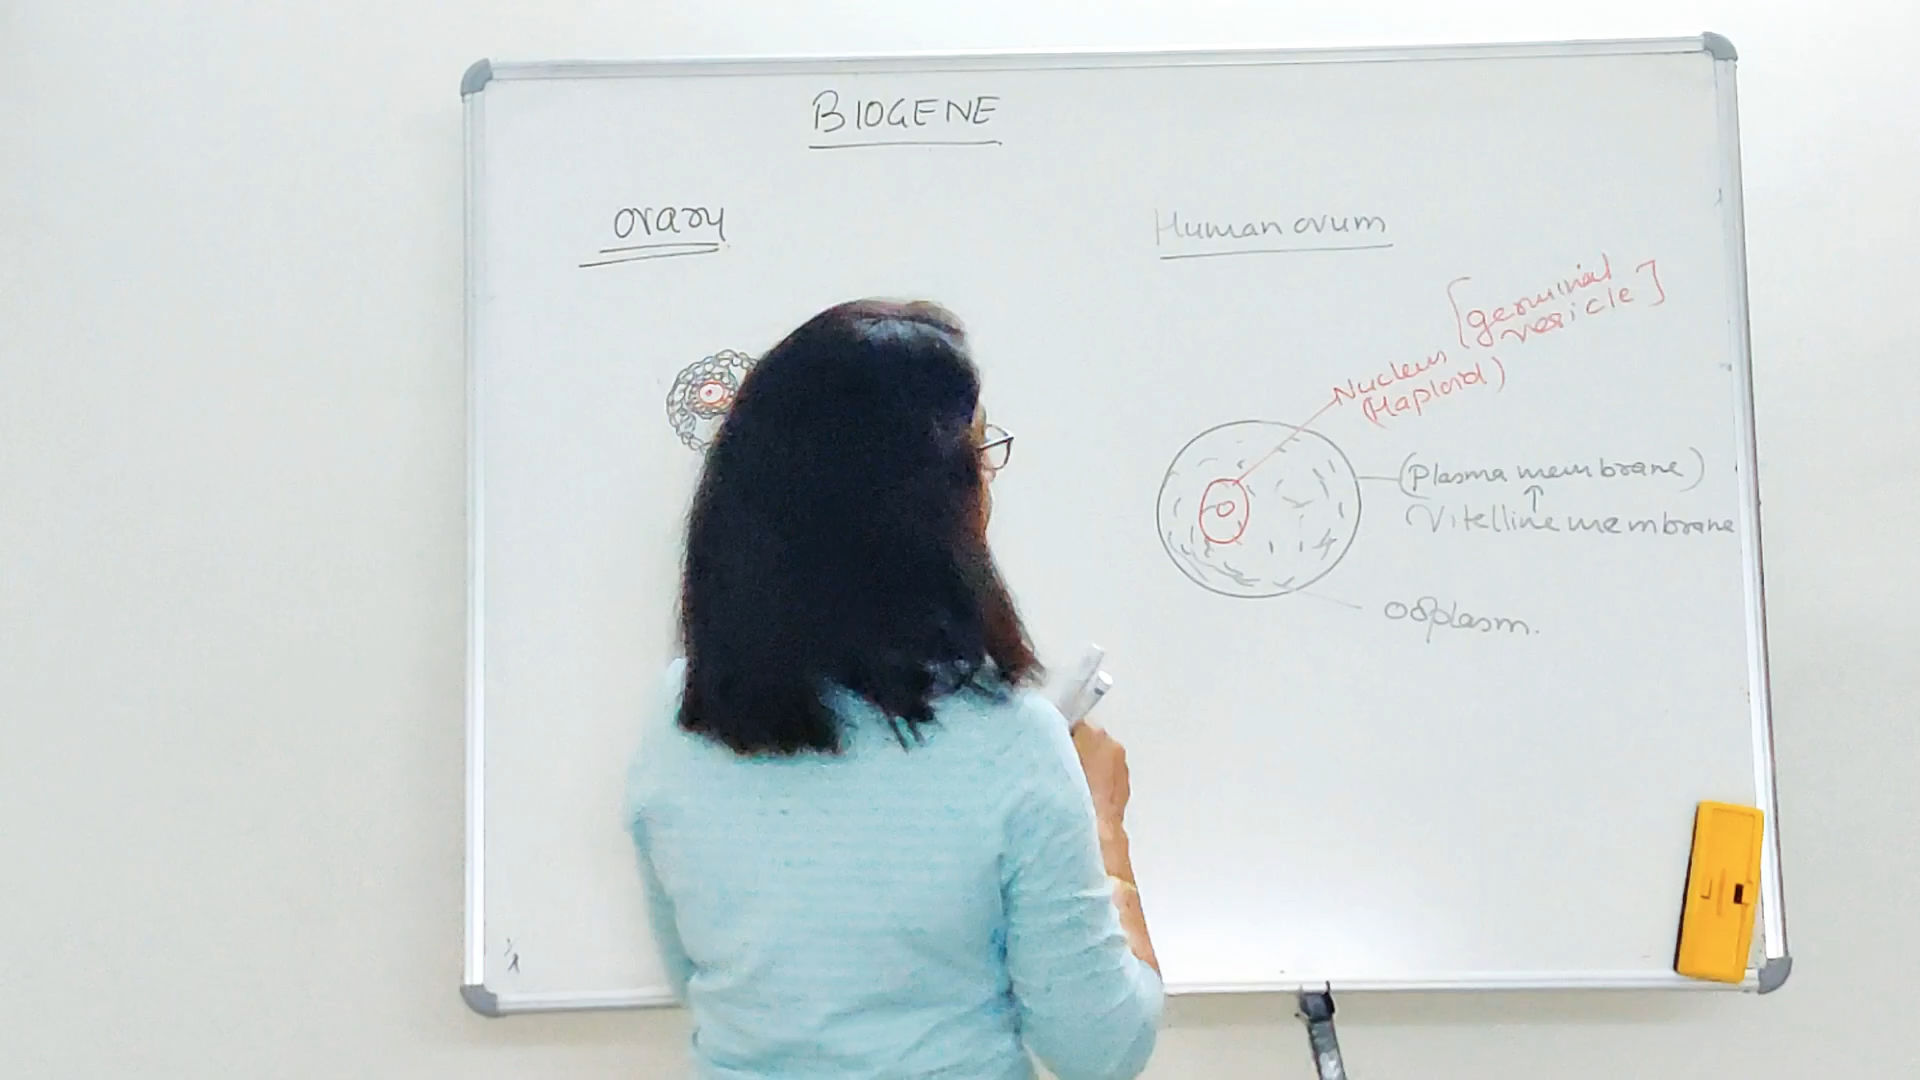 BIOGENE
ovary
Human ovum
[germinal
vesicle]
Nucleus
(Haploid)
(Plasma membrane)
↑
Vitelline membrane
ooplasm.